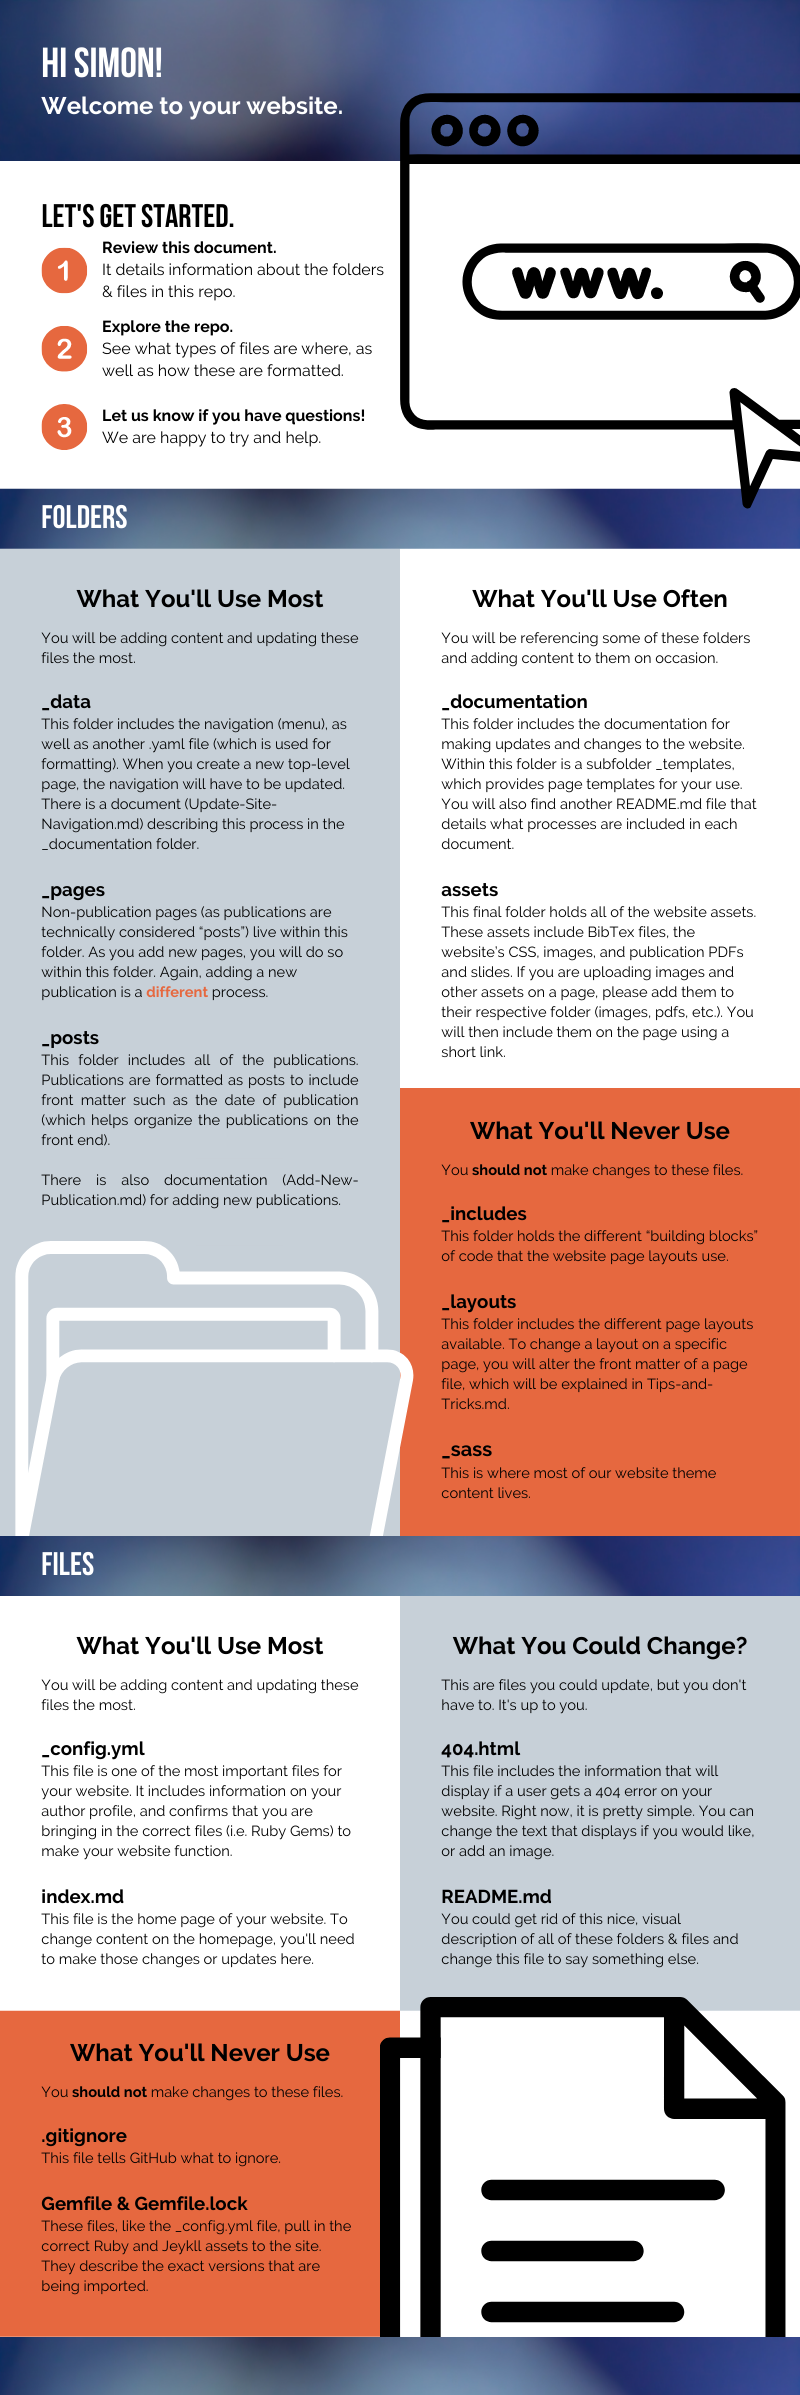 HI SIMON!
Welcome to your website.
www.
LET'S GET STARTED.
1
Review this document.
It details information about the folders
& files in this repo.
2
Explore the repo.
See what types of files are where, as
well as how these are formatted.
3
Let us know if you have questions!
We are happy to try and help.
FOLDERS
What You'll Use Most
You will be adding content and updating these
files the most.
_data
This folder includes the navigation (menu), as
well as another .yaml file (which is used for
formatting). When you create a new top-level
page, the navigation will have to be updated.
There is a document (Update-Site-
Navigation.md) describing this process in the
_documentation folder.
_pages
Non-publication pages (as publications are
technically considered “posts”) live within this
folder. As you add new pages, you will do so
within this folder. Again, adding a new
publication is a different process.
_posts
This folder includes all of the publications.
Publications are formatted as posts to include
front matter such as the date of publication
(which helps organize the publications on the
front end).
There is also documentation (Add-New-
Publication.md) for adding new publications.
What You'll Use Often
You will be referencing some of these folders
and adding content to them on occasion.
_documentation
This folder includes the documentation for
making updates and changes to the website.
Within this folder is a subfolder _templates,
which provides page templates for your use.
You will also find another README.md file that
details what processes are included in each
document.
assets
This final folder holds all of the website assets.
These assets include BibTex files, the
website's CSS, images, and publication PDFs
and slides. If you are uploading images and
other assets on a page, please add them to
their respective folder (images, pdfs, etc.). You
will then include them on the page using a
short link.
What You'll Never Use
You should not make changes to these files.
_includes
This folder holds the different “building blocks”
of code that the website page layouts use.
_layouts
This folder includes the different page layouts
available. To change a layout on a specific
page, you will alter the front matter of a page
file, which will be explained in Tips-and-
Tricks.md.
_sass
This is where most of our website theme
content lives.
FILES
What You'll Use Most
You will be adding content and updating these
files the most.
_config.yml
This file is one of the most important files for
your website. It includes information on your
author profile, and confirms that you are
bringing in the correct files (i.e. Ruby Gems) to
make your website function.
index.md
This file is the home page of your website. To
change content on the homepage, you'll need
to make those changes or updates here.
What You Could Change?
This are files you could update, but you don't
have to. It's up to you.
404.html
This file includes the information that will
display if a user gets a 404 error on your
website. Right now, it is pretty simple. You can
change the text that displays if you would like,
or add an image.
README.md
You could get rid of this nice, visual
description of all of these folders & files and
change this file to say something else.
What You'll Never Use
You should not make changes to these files.
.gitignore
This file tells GitHub what to ignore.
Gemfile & Gemfile.lock
These files, like the _config.yml file, pull in the
correct Ruby and Jeykll assets to the site.
They describe the exact versions that are
being imported.